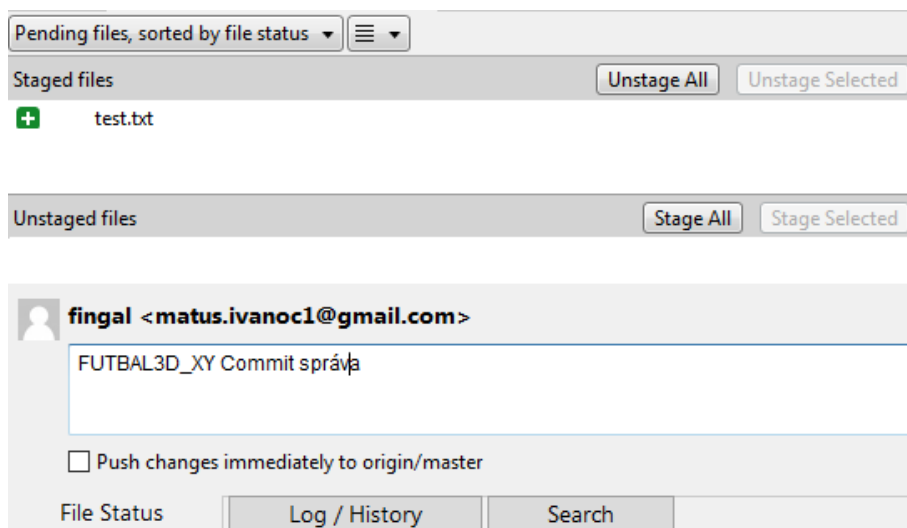 Pending files, sorted by file status
Staged files Unstage All Unstage Selected
test.txt
Unstaged files Stage All Stage Selected
fingal <matus.ivanoc1@gmail.com>
FUTBAL3D_XY Commit správa
Push changes immediately to origin/master
File Status Log / History Search